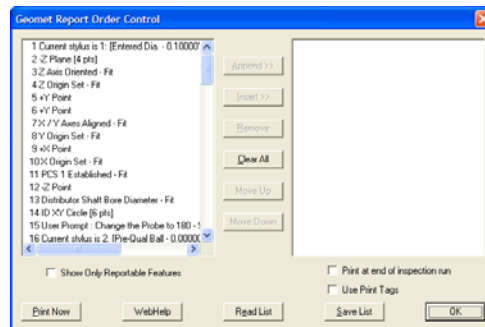 Geomet Report Order Control
1 Current stylus is 1: [Entered Dia. - 0.10000"
2 -Z Plane [4 pts]
3 Z Axis Oriented - Fit
4 Z Origin Set - Fit
5 +Y Point
6 +Y Point
7 X / Y Axes Aligned - Fit
8 Y Origin Set - Fit
9 +X Point
10 X Origin Set - Fit
11 PCS 1 Established - Fit
12 -Z Point
13 Distributor Shaft Bore Diameter - Fit
14 ID XY Circle [6 pts]
15 User Prompt : Change the Probe to 180 -
16 Current stylus is 2: [Pre-Qual Ball - 0.0000
Append >>
Insert >>
Remove
Clear All
Move Up
Move Down
Show Only Reportable Features
Print at end of inspection run
Use Print Tags
Print Now
WebHelp
Read List
Save List
OK